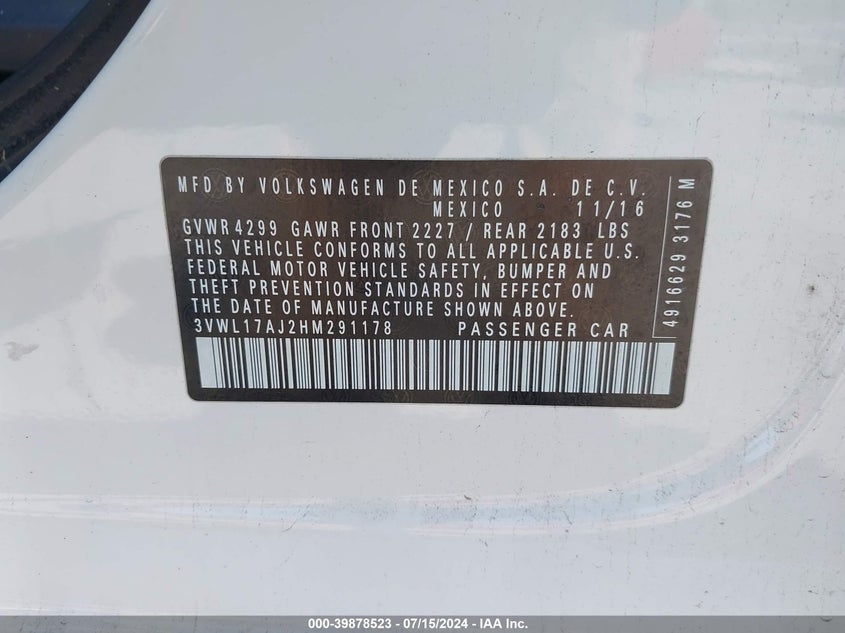 MFD BY VOLKSWAGEN DE MEXICO S.A. DE C.V.
MEXICO 11/16
GVWR 4299 GAWR FRONT 2227 / REAR 2183 LBS
THIS VEHICLE CONFORMS TO ALL APPLICABLE U.S.
FEDERAL MOTOR VEHICLE SAFETY, BUMPER AND
THEFT PREVENTION STANDARDS IN EFFECT ON
THE DATE OF MANUFACTURE SHOWN ABOVE.
3VWL17AJ2HM291178 PASSENGER CAR
4916629 3176 M
000-39878523 - 07/15/2024 - IAA Inc.